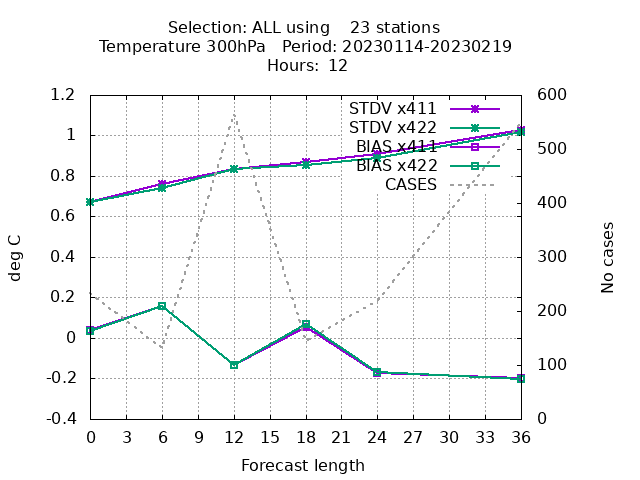 Selection: ALL using    23 stations
Temperature 300hPa   Period: 20230114-20230219
Hours: 12
1.2
1
0.8
0.6
0.4
0.2
0
-0.2
-0.4
deg C
STDV x411
STDV x422
BIAS x411
BIAS x422
CASES
600
500
400
300
200
100
0
No cases
0 3 6 9 12 15 18 21 24 27 30 33 36
Forecast length